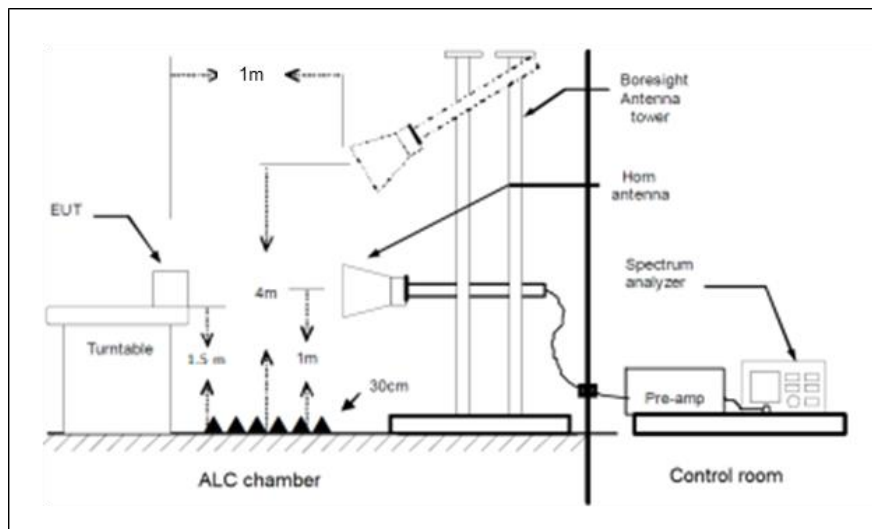 1m
Boresight
Antenna
tower
Horn
antenna
EUT
Spectrum
analyzer
4m
Turntable
1.5 m
1m
30cm
Pre-amp
ALC chamber
Control room